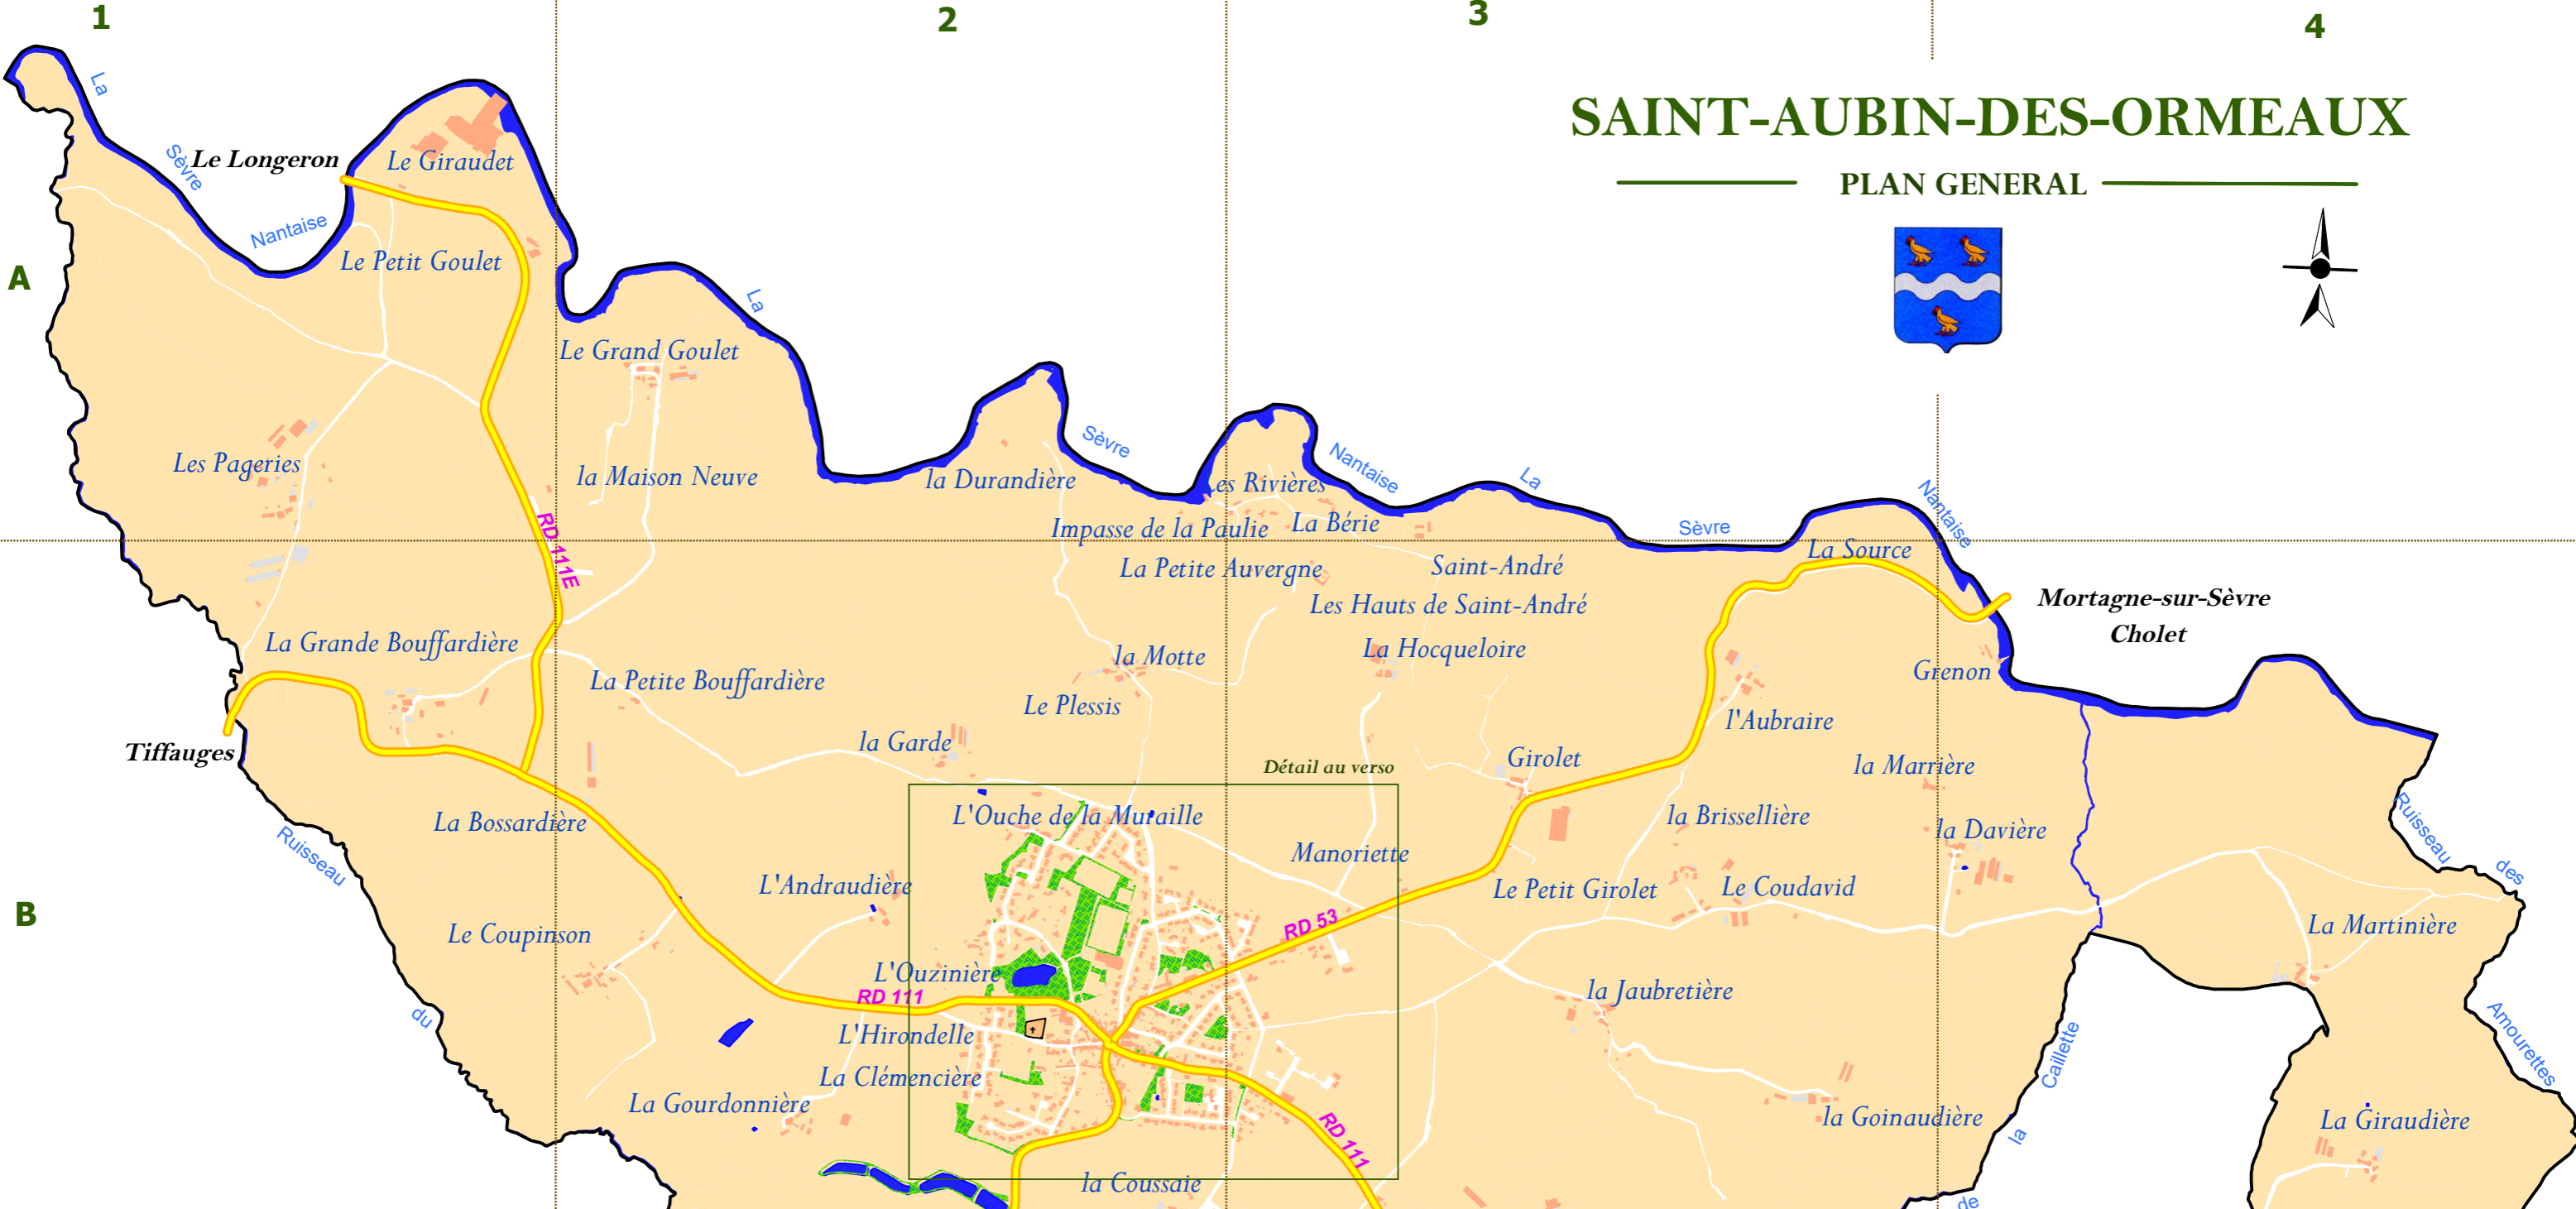 1
2
3
4
SAINT-AUBIN-DES-ORMEAUX
PLAN GENERAL
A
B
La
Sèvre
Nantaise
Le Longeron
Le Giraudet
Le Petit Goulet
La
Le Grand Goulet
Les Pageries
la Maison Neuve
la Durandière
Sèvre
Les Rivières
Nantaise
La
Impasse de la Paulie
La Bérie
Sèvre
Nantaise
RD 111E
La Petite Auvergne
Saint-André
La Source
Les Hauts de Saint-André
Mortagne-sur-Sèvre
Cholet
La Grande Bouffardière
la Motte
La Hocqueloire
Grenon
La Petite Bouffardière
Le Plessis
l'Aubraire
Tiffauges
la Garde
Girolet
la Marrière
Détail au verso
La Bossardière
L'Ouche de la Muraille
la Brissellière
la Davière
Ruisseau
des
Amourettes
Manoriette
Ruisseau
du
L'Andraudière
Le Petit Girolet
Le Coudavid
Le Coupinson
RD 53
La Martinière
L'Ouzinière
RD 111
la Jaubretière
L'Hirondelle
La Clémencière
Caillette
la
de
La Gourdonnière
RD 111
la Goinaudière
La Giraudière
la Coussaie